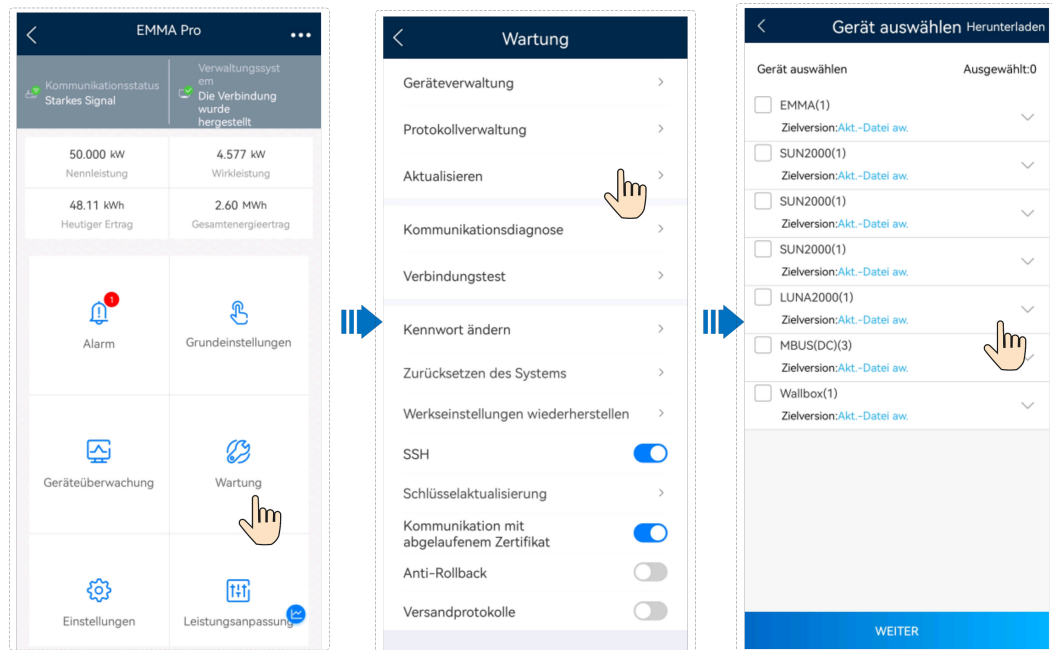 EMMA Pro
Kommunikationsstatus
Starkes Signal
Verwaltungssyst
em
Die Verbindung
wurde
hergestellt
50.000 kW
Nennleistung
4.577 kW
Wirkleistung
48.11 kWh
Heutiger Ertrag
2.60 MWh
Gesamtenergieertrag
1
Alarm
Grundeinstellungen
Geräteüberwachung
Wartung
Einstellungen
Leistungsanpassung
Wartung
Geräteverwaltung
Protokollverwaltung
Aktualisieren
Kommunikationsdiagnose
Verbindungstest
Kennwort ändern
Zurücksetzen des Systems
Werkseinstellungen wiederherstellen
SSH
Schlüsselaktualisierung
Kommunikation mit
abgelaufenem Zertifikat
Anti-Rollback
Versandprotokolle
Gerät auswählen Herunterladen
Gerät auswählen Ausgewählt:0
EMMA(1)
Zielversion:Akt.-Datei aw.
SUN2000(1)
Zielversion:Akt.-Datei aw.
SUN2000(1)
Zielversion:Akt.-Datei aw.
SUN2000(1)
Zielversion:Akt.-Datei aw.
LUNA2000(1)
Zielversion:Akt.-Datei aw.
MBUS(DC)(3)
Zielversion:Akt.-Datei aw.
Wallbox(1)
Zielversion:Akt.-Datei aw.
WEITER